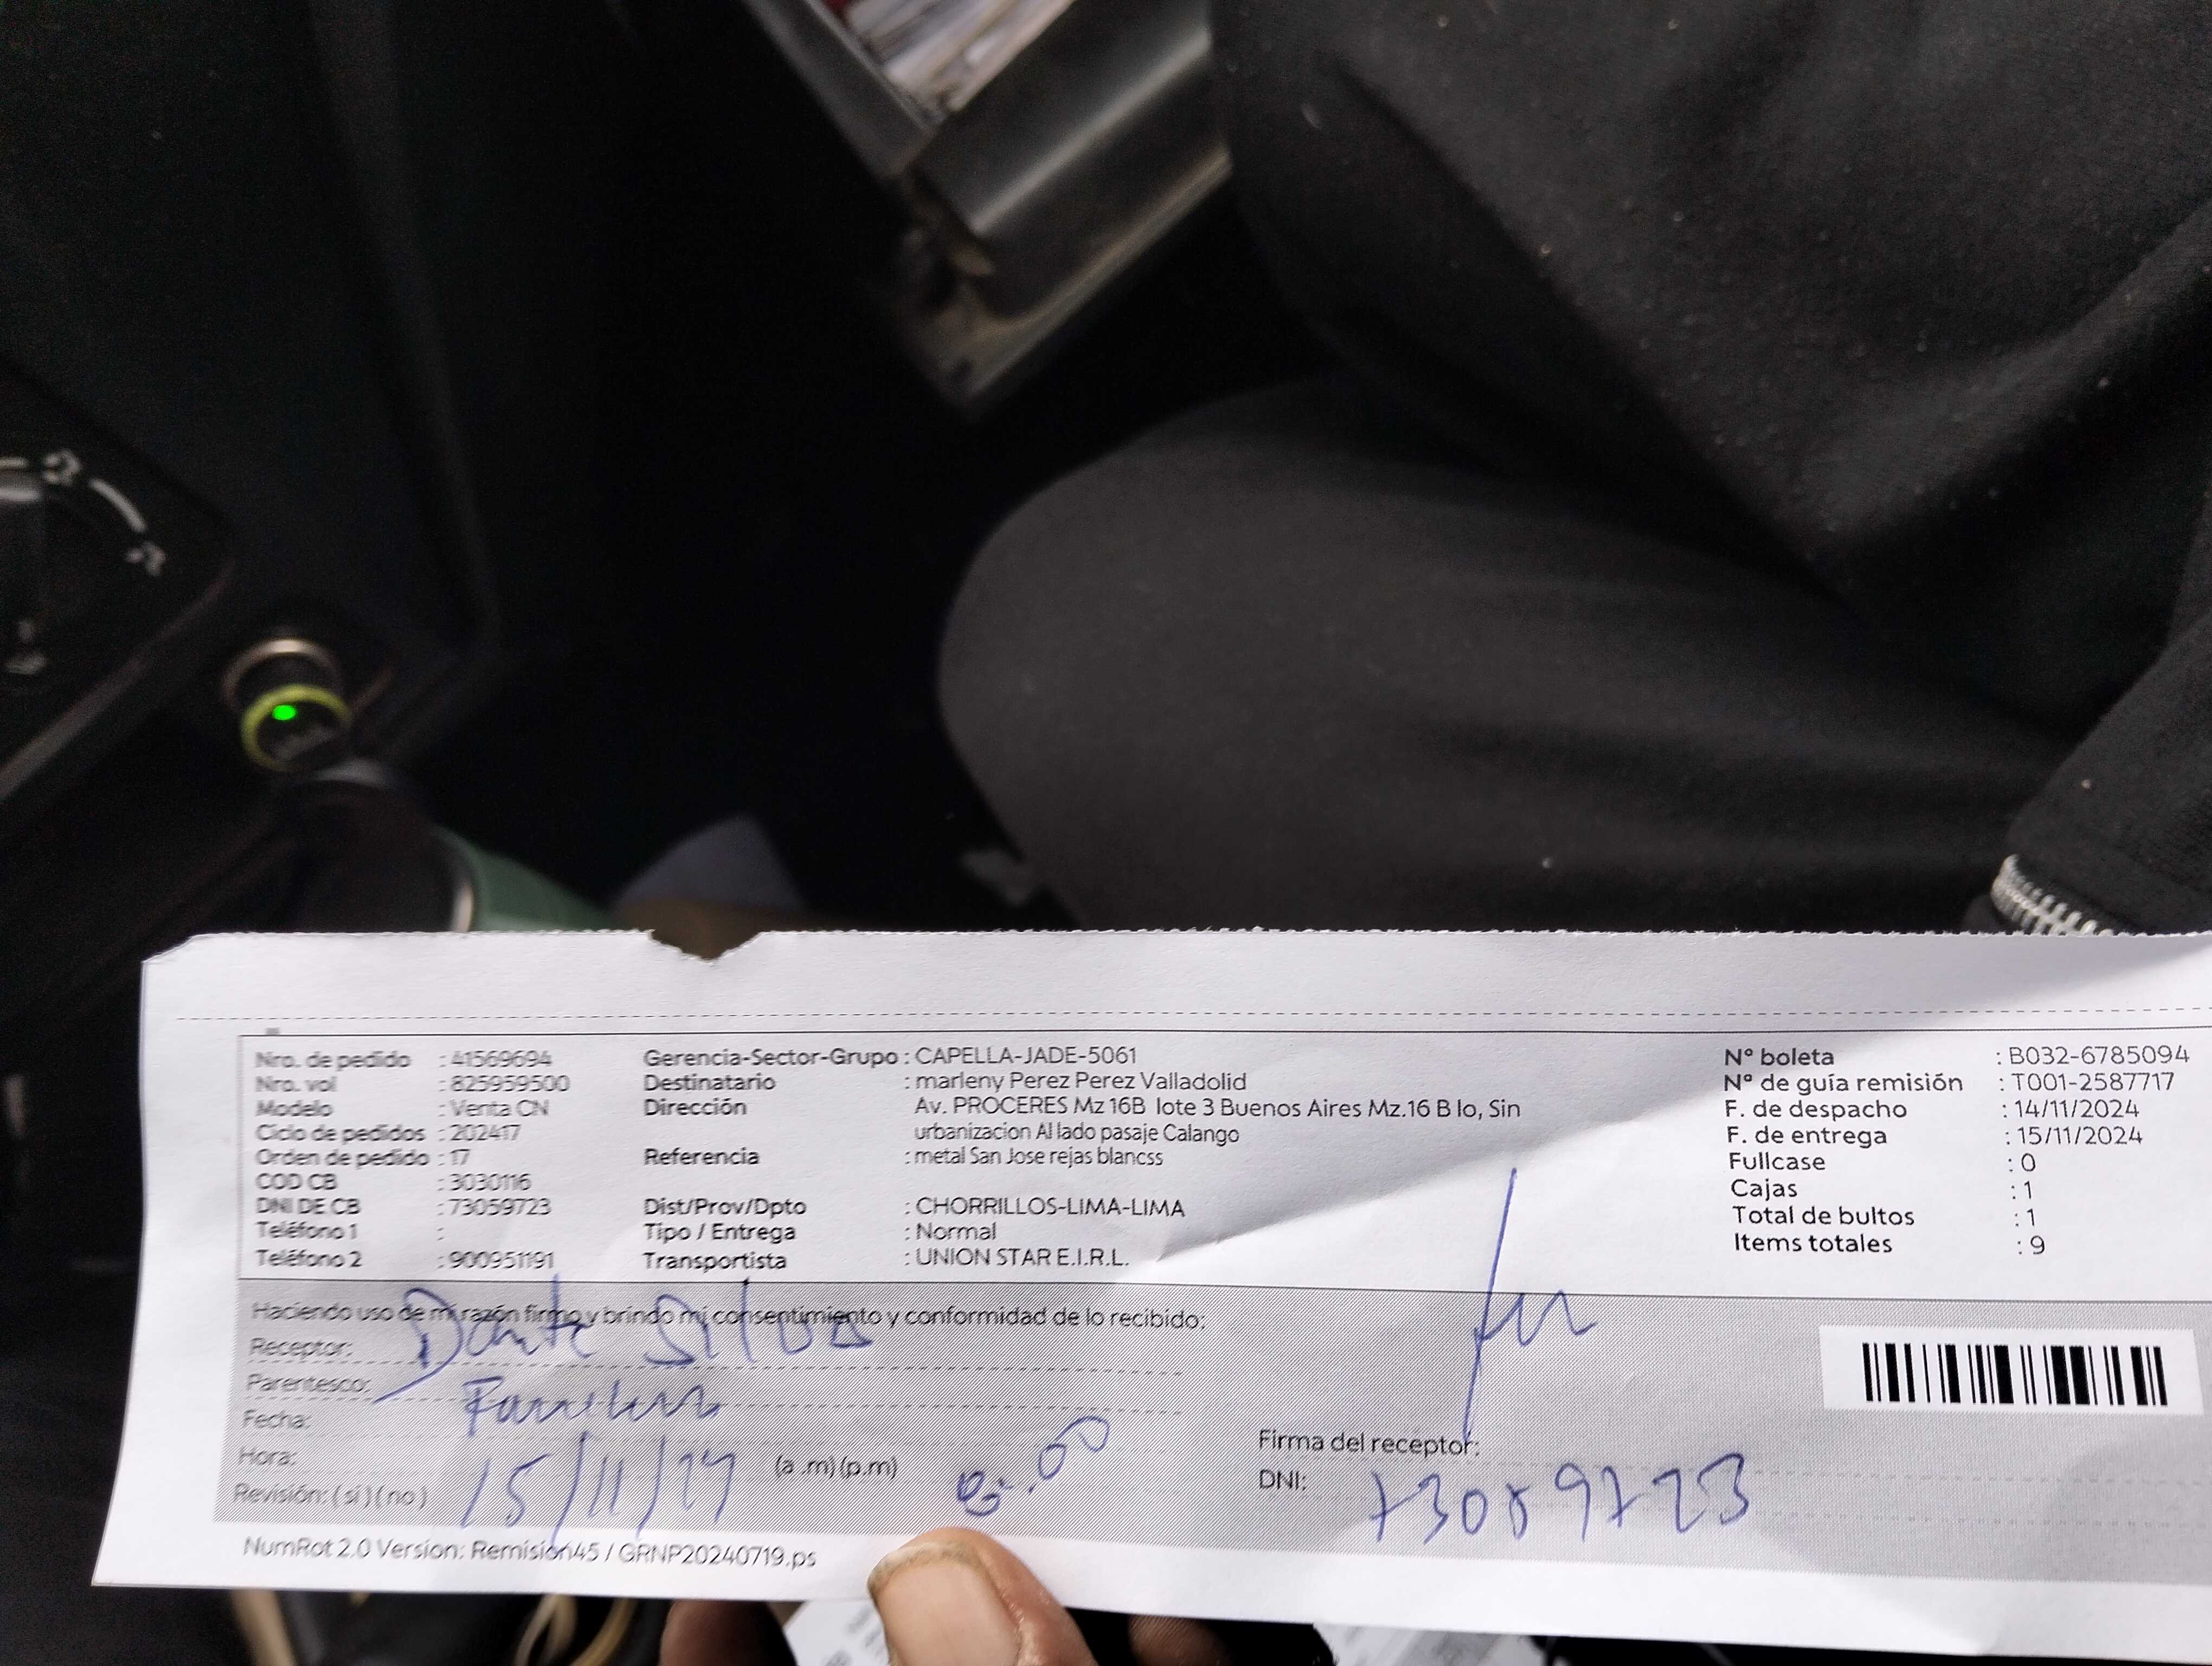 Nro. de pedido : 41569694
Nro. vol : 825959500
Modelo : Venta CN
Ciclo de pedidos : 202417
Orden de pedido : 17
COD CB : 3030116
DNI DE CB : 73059723
Teléfono 1 :
Teléfono 2 : 900951191
Gerencia-Sector-Grupo : CAPELLA-JADE-5061
Destinatario : marleny Perez Perez Valladolid
Dirección : Av. PROCERES Mz 16B lote 3 Buenos Aires Mz.16 B lo, Sin
urbanizacion Al lado pasaje Calango
Referencia : metal San Jose rejas blancss
Dist/Prov/Dpto : CHORRILLOS-LIMA-LIMA
Tipo / Entrega : Normal
Transportista : UNION STAR E.I.R.L.
N° boleta : B032-6785094
N° de guía remisión : T001-2587717
F. de despacho : 14/11/2024
F. de entrega : 15/11/2024
Fullcase : 0
Cajas : 1
Total de bultos : 1
Items totales : 9
Haciendo uso de mi razón firmo y brindo mi consentimiento y conformidad de lo recibido:
Receptor: Dante Silva
Parentesco:
Fecha:
Hora: 15/11/24 (a .m) (p.m)
Revisión: ( si ) ( no )
Firma del receptor:
DNI: 73059723
NumRot 2.0 Version: Remision45 / GRNP20240719.ps